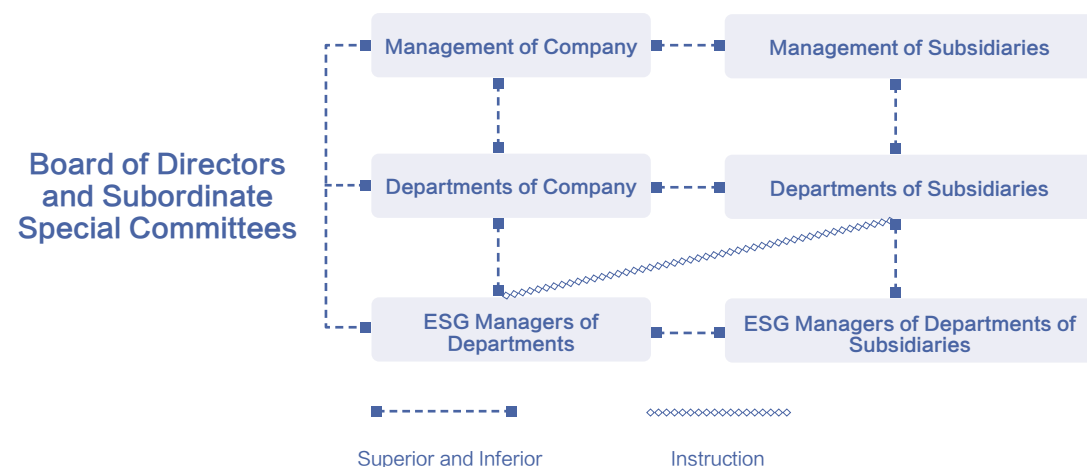 Management of Company
Management of Subsidiaries
Board of Directors
and Subordinate
Special Committees
Departments of Company
Departments of Subsidiaries
ESG Managers of
Departments
ESG Managers of Departments of
Subsidiaries
Superior and Inferior
Instruction